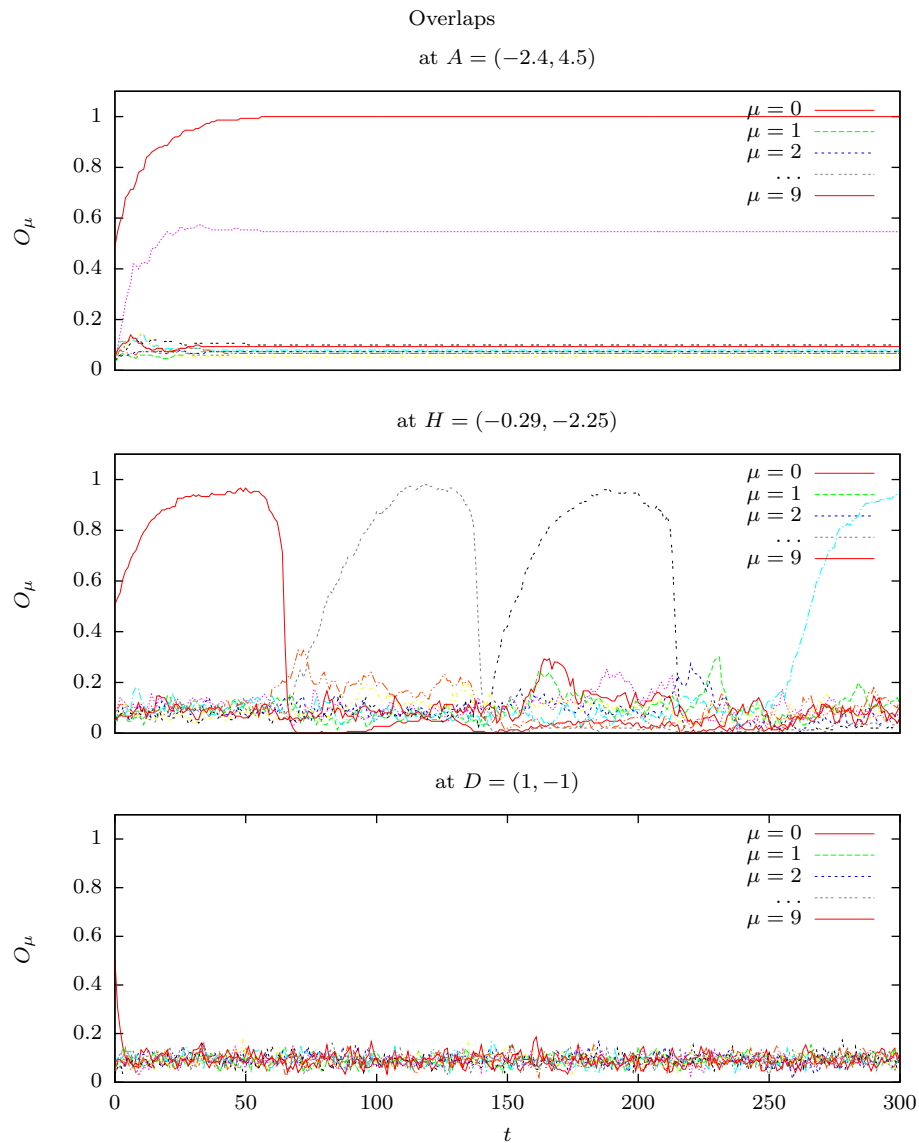 Overlaps
at A = (−2.4, 4.5)
1
0.8
0.6
0.4
0.2
0
Oμ
μ = 0
μ = 1
μ = 2
. . .
μ = 9
at H = (−0.29, −2.25)
1
0.8
0.6
0.4
0.2
0
Oμ
μ = 0
μ = 1
μ = 2
. . .
μ = 9
at D = (1, −1)
1
0.8
0.6
0.4
0.2
0
Oμ
μ = 0
μ = 1
μ = 2
. . .
μ = 9
0 50 100 150 200 250 300
t